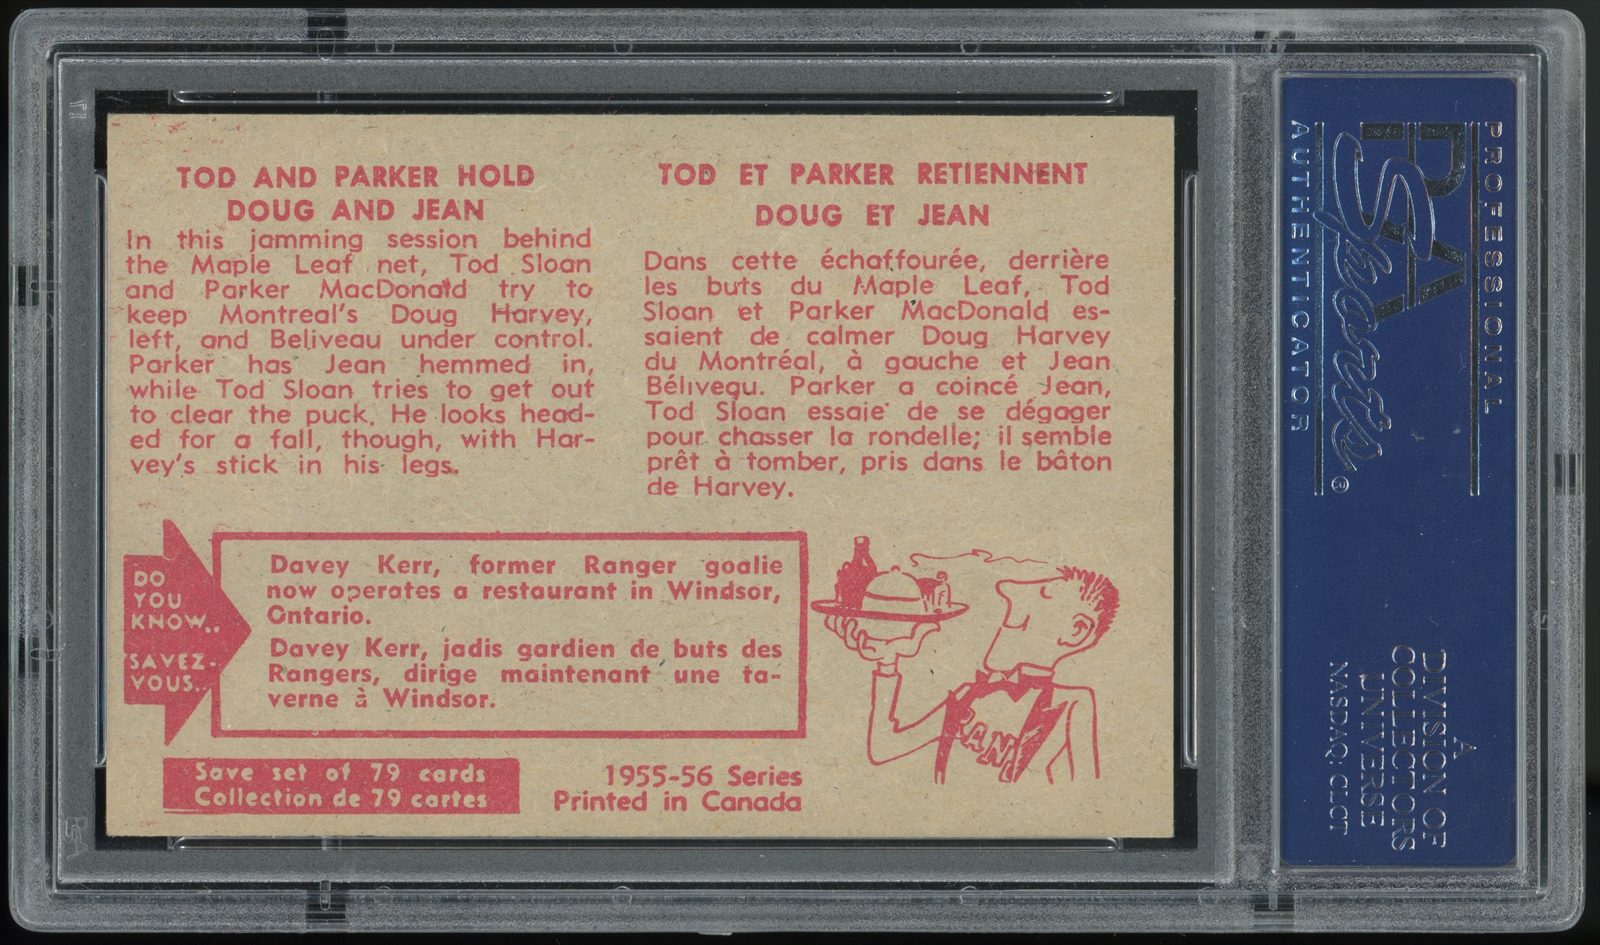 TOD AND PARKER HOLD
DOUG AND JEAN
In this jamming session behind
the Maple Leaf net, Tod Sloan
and Parker MacDonald try to
keep Montreal's Doug Harvey,
left, and Beliveau under control.
Parker has Jean hemmed in,
while Tod Sloan tries to get out
to clear the puck. He looks head-
ed for a fall, though, with Har-
vey's stick in his legs.
TOD ET PARKER RETIENNENT
DOUG ET JEAN
Dans cette échaffourée, derrière
les buts du Maple Leaf, Tod
Sloan et Parker MacDonald es-
saient de calmer Doug Harvey
du Montréal, à gauche et Jean
Béliveau. Parker a coincé Jean,
Tod Sloan essaie de se dégager
pour chasser la rondelle; il semble
prêt à tomber, pris dans le bâton
de Harvey.
DO
YOU
KNOW..
SAVEZ-
VOUS..
Davey Kerr, former Ranger goalie
now operates a restaurant in Windsor,
Ontario.
Davey Kerr, jadis gardien de buts des
Rangers, dirige maintenant une ta-
verne à Windsor.
RANG
Save set of 79 cards
Collection de 79 cartes
1955-56 Series
Printed in Canada
PROFESSIONAL
PSA
Sports®
AUTHENTICATOR
A
DIVISION OF
COLLECTORS
UNIVERSE
NASDAQ: CLCT